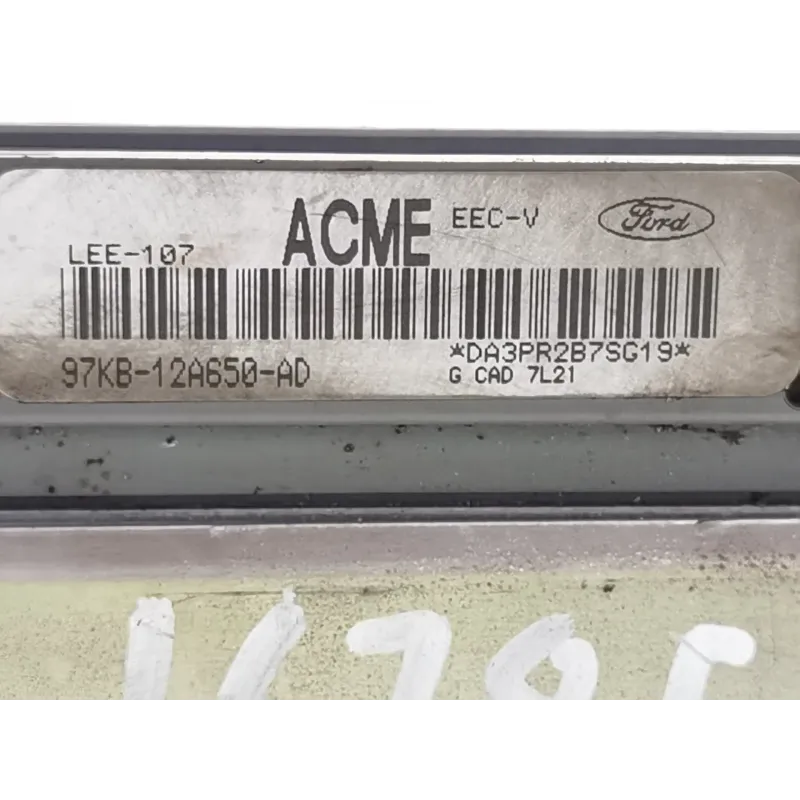 ACME EEC-V Ford
LEE-107
97KB-12A650-AD *DA3PR2B7SG19*
G CAD 7L21